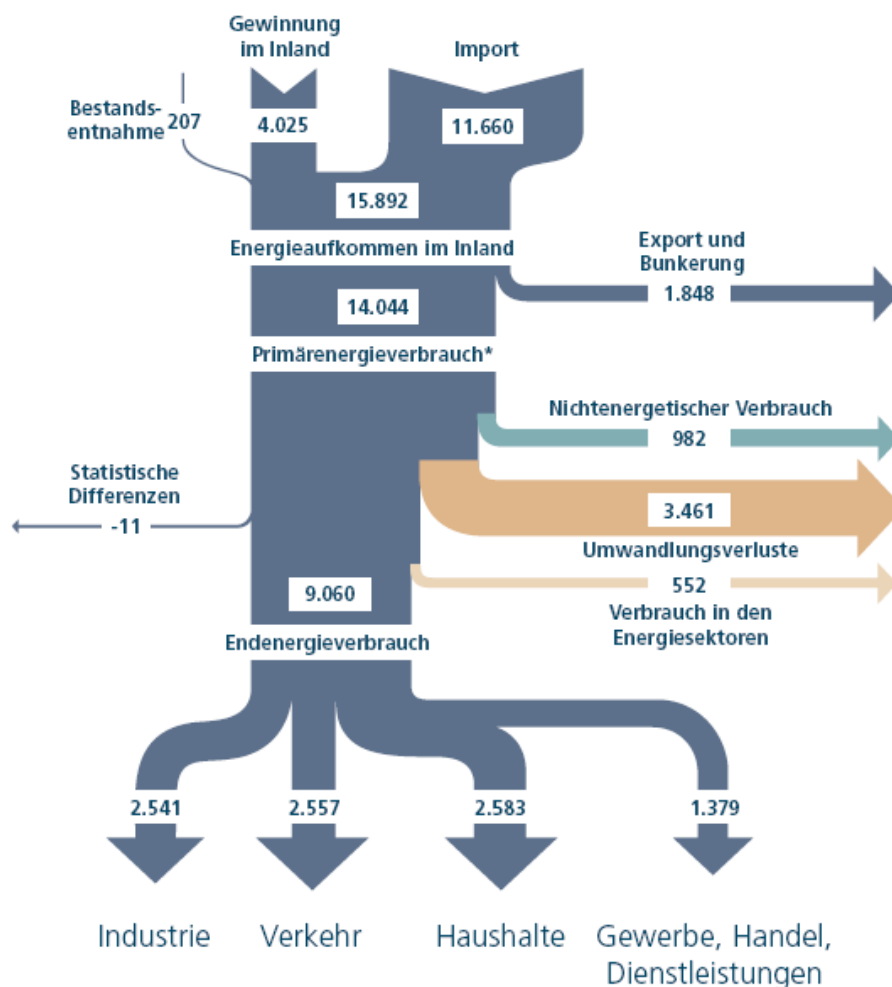 Gewinnung
im Inland
Import
Bestands-
entnahme
207
4.025
11.660
15.892
Energieaufkommen im Inland
Export und
Bunkerung
1.848
14.044
Primärenergieverbrauch*
Nichtenergetischer Verbrauch
982
Statistische
Differenzen
-11
3.461
Umwandlungsverluste
552
Verbrauch in den
Energiesektoren
9.060
Endenergieverbrauch
2.541
2.557
2.583
1.379
Industrie
Verkehr
Haushalte
Gewerbe, Handel,
Dienstleistungen